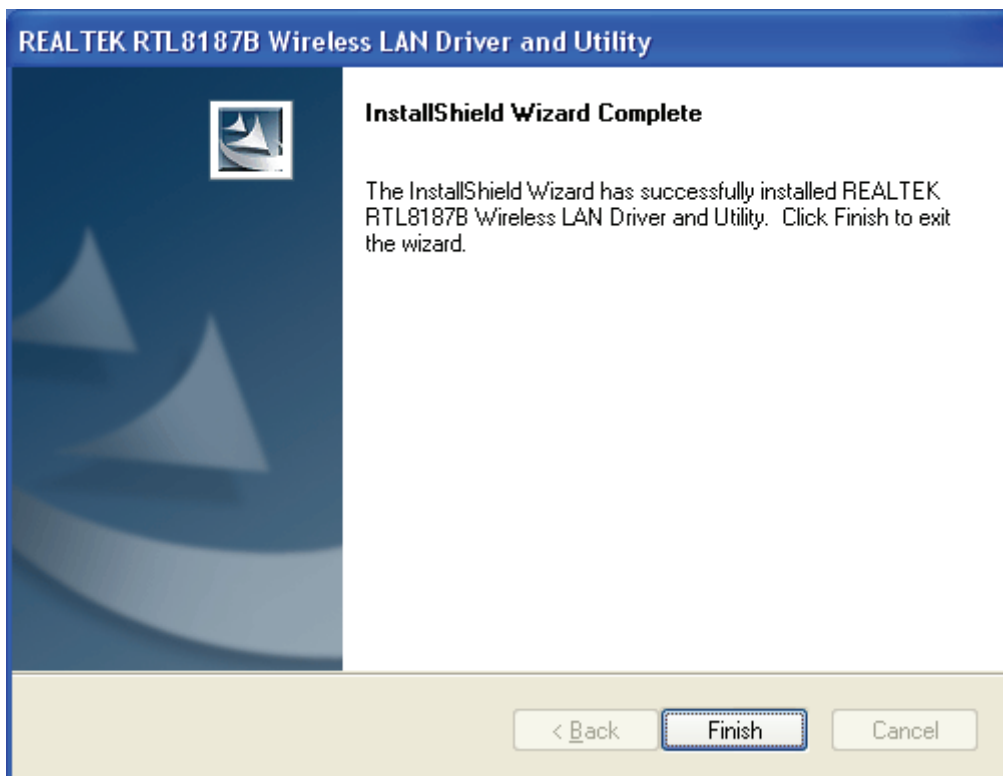 REALTEK RTL8187B Wireless LAN Driver and Utility
InstallShield Wizard Complete
The InstallShield Wizard has successfully installed REALTEK
RTL8187B Wireless LAN Driver and Utility. Click Finish to exit
the wizard.
< Back
Finish
Cancel